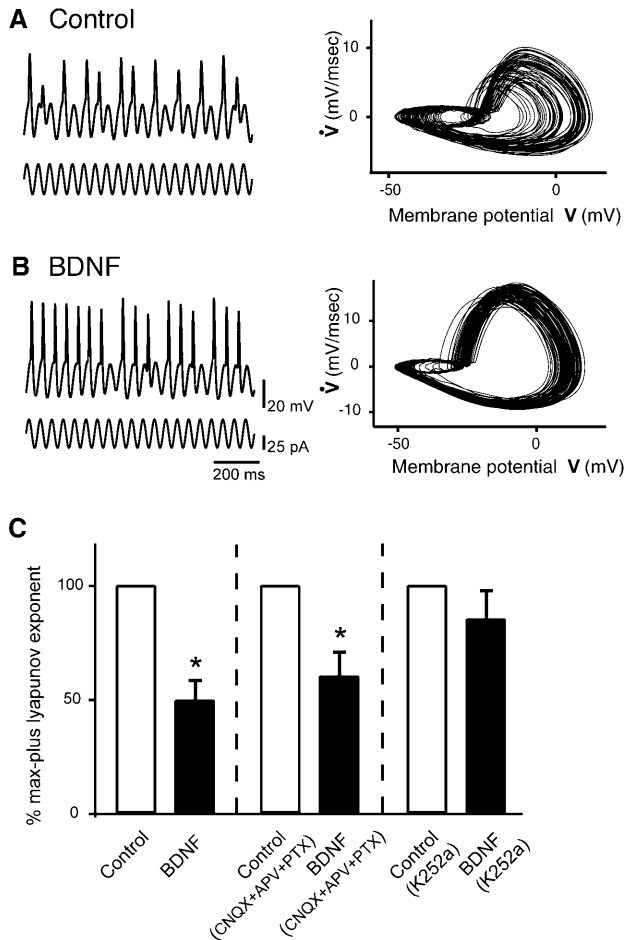 A Control
10
0
V̇ (mV/msec)
-50
0
Membrane potential V (mV)
B BDNF
20 mV
25 pA
200 ms
10
0
-10
V̇ (mV/msec)
-50
0
Membrane potential V (mV)
C
% max-plus lyapunov exponent
100
50
0
*
*
Control
BDNF
Control
(CNQX+APV+PTX)
BDNF
(CNQX+APV+PTX)
Control
(K252a)
BDNF
(K252a)